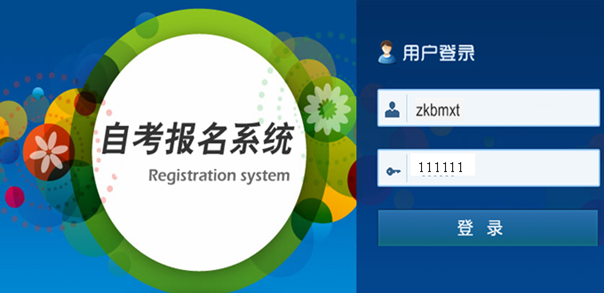 自考报名系统
Registration system
用户登录
zkbmxt
111111
登 录